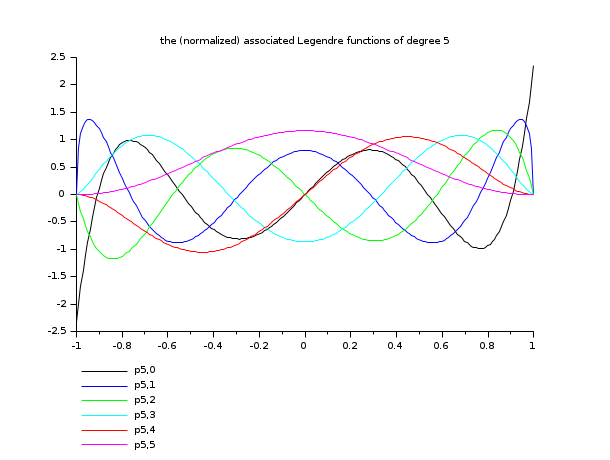 the (normalized) associated Legendre functions of degree 5
2.5
2
1.5
1
0.5
0
-0.5
-1
-1.5
-2
-2.5
-1 -0.8 -0.6 -0.4 -0.2 0 0.2 0.4 0.6 0.8 1
p5,0
p5,1
p5,2
p5,3
p5,4
p5,5